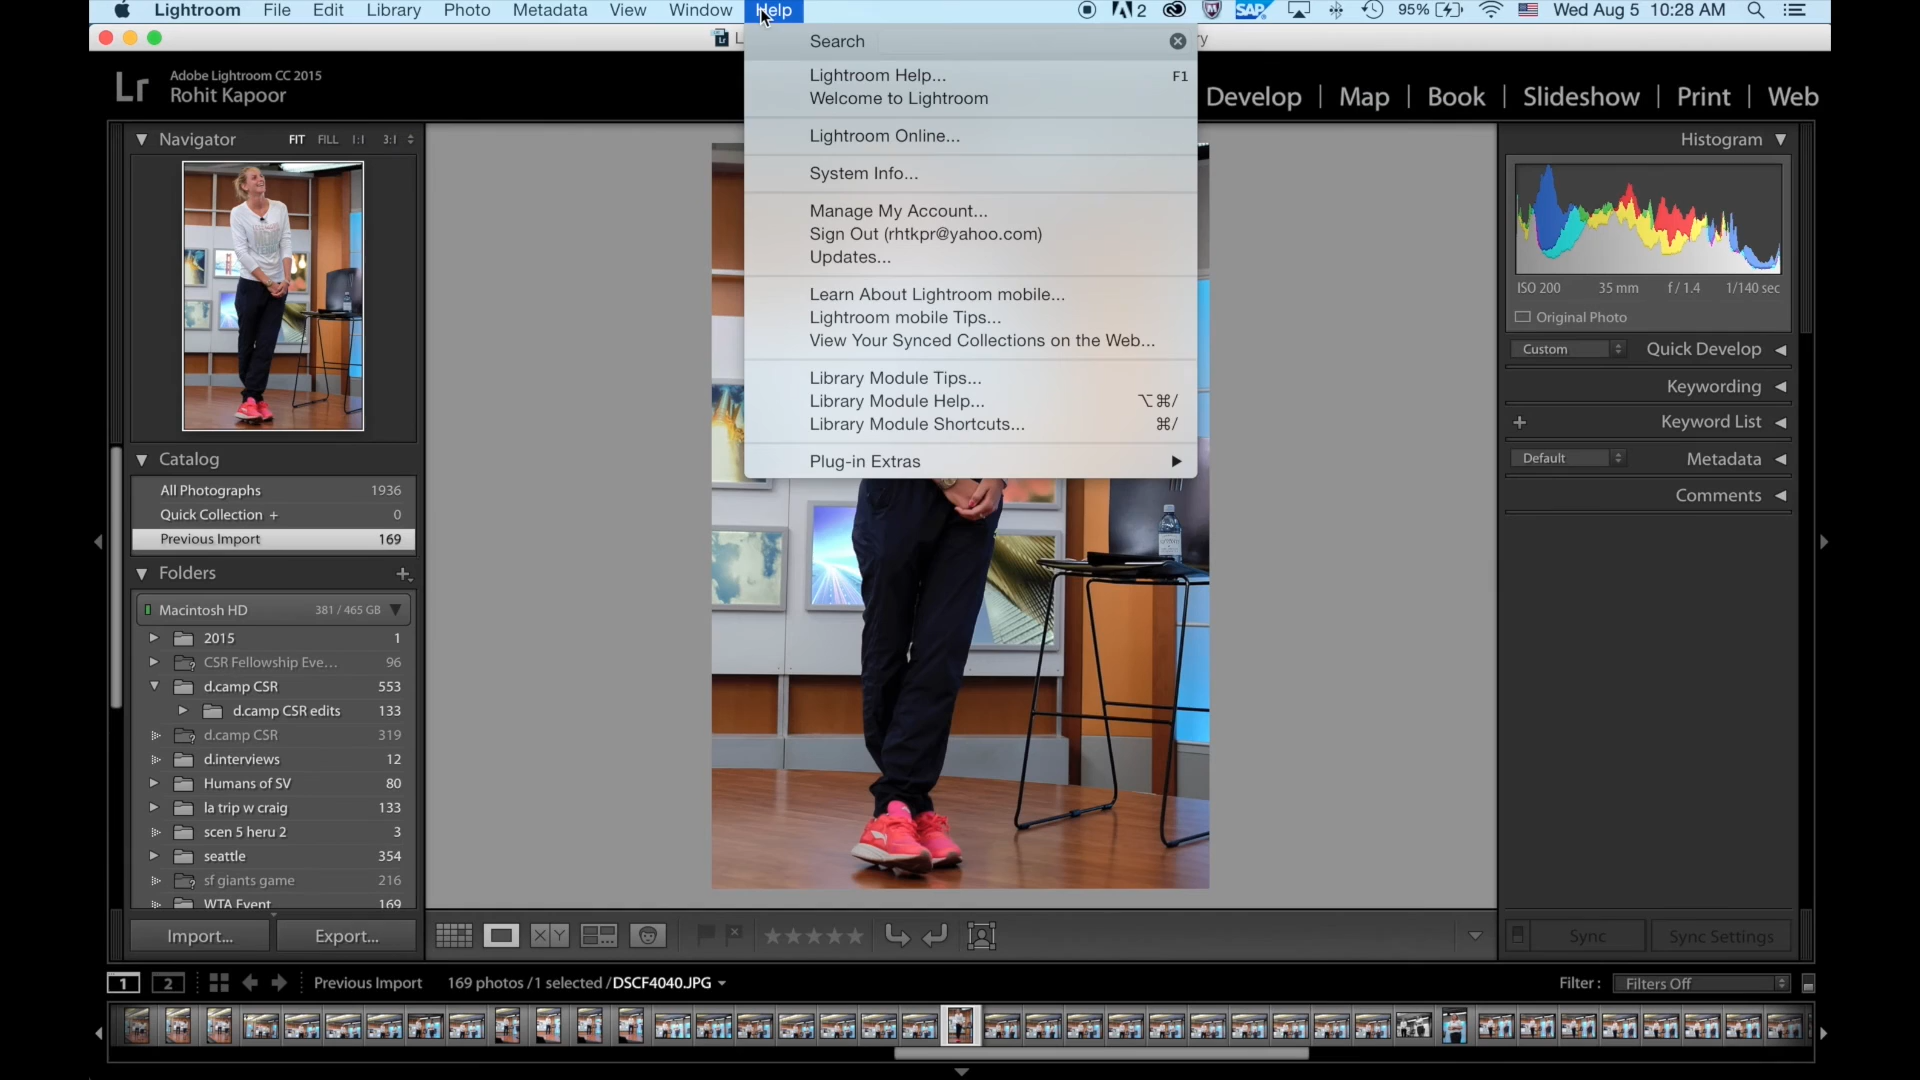 Lightroom File Edit Library Photo Metadata View Window Help 2 SAP 95% Wed Aug 5 10:28 AM
Search
Lightroom Help... F1
Welcome to Lightroom
Lightroom Online...
System Info...
Manage My Account...
Sign Out (rhtkpr@yahoo.com)
Updates...
Learn About Lightroom mobile...
Lightroom mobile Tips...
View Your Synced Collections on the Web...
Library Module Tips...
Library Module Help... ⌥⌘/
Library Module Shortcuts... ⌘/
Plug-in Extras
Lr Adobe Lightroom CC 2015
Rohit Kapoor
Develop | Map | Book | Slideshow | Print | Web
Navigator FIT FILL 1:1 3:1
Catalog
All Photographs 1936
Quick Collection + 0
Previous Import 169
Folders
Macintosh HD 381 / 465 GB
2015 1
CSR Fellowship Eve... 96
d.camp CSR 553
d.camp CSR edits 133
d.camp CSR 319
d.interviews 12
Humans of SV 80
la trip w craig 133
scen 5 heru 2 3
seattle 354
sf giants game 216
WTA Event 169
Import... Export...
Histogram
ISO 200 35 mm f / 1.4 1/140 sec
Original Photo
Custom Quick Develop
Keywording
Keyword List
Default Metadata
Comments
Sync Sync Settings
X Y
1 2 Previous Import 169 photos / 1 selected / DSCF4040.JPG
Filter : Filters Off